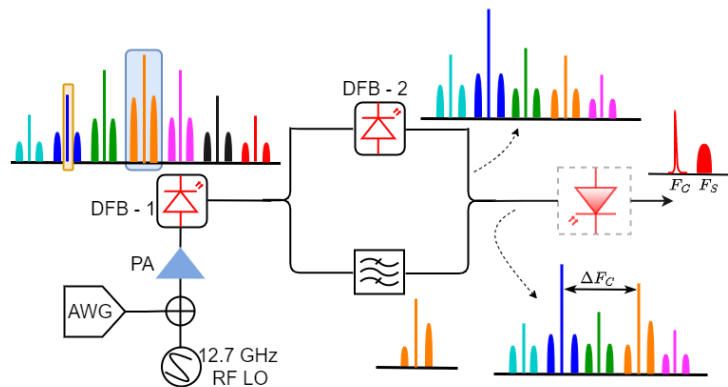 DFB - 2
DFB - 1
F_C F_S
PA
ΔF_C
AWG
12.7 GHz
RF LO